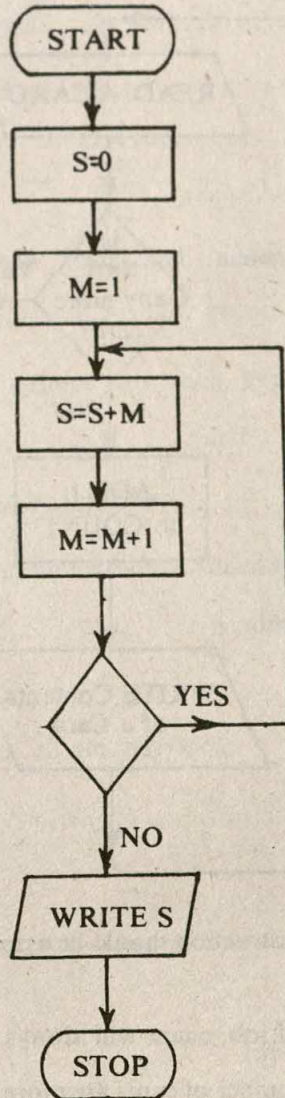 START
S=0
M=1
S=S+M
M=M+1
YES
NO
WRITE S
STOP